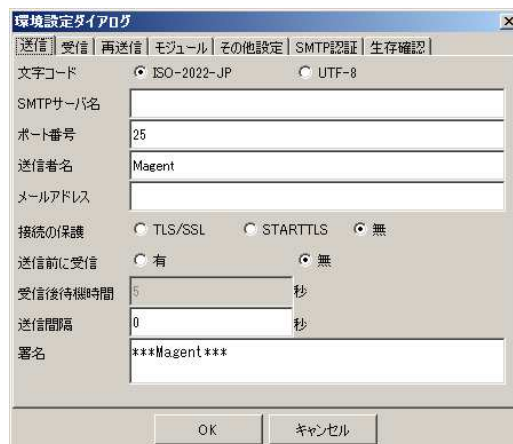 環境設定ダイアログ
送信 受信 再送信 モジュール その他設定 SMTP認証 生存確認
文字コード ISO-2022-JP UTF-8
SMTPサーバ名
ポート番号 25
送信者名 Magent
メールアドレス
接続の保護 TLS/SSL STARTTLS 無
送信前に受信 有 無
受信後待機時間 5 秒
送信間隔 0 秒
署名 ***Magent***
OK キャンセル